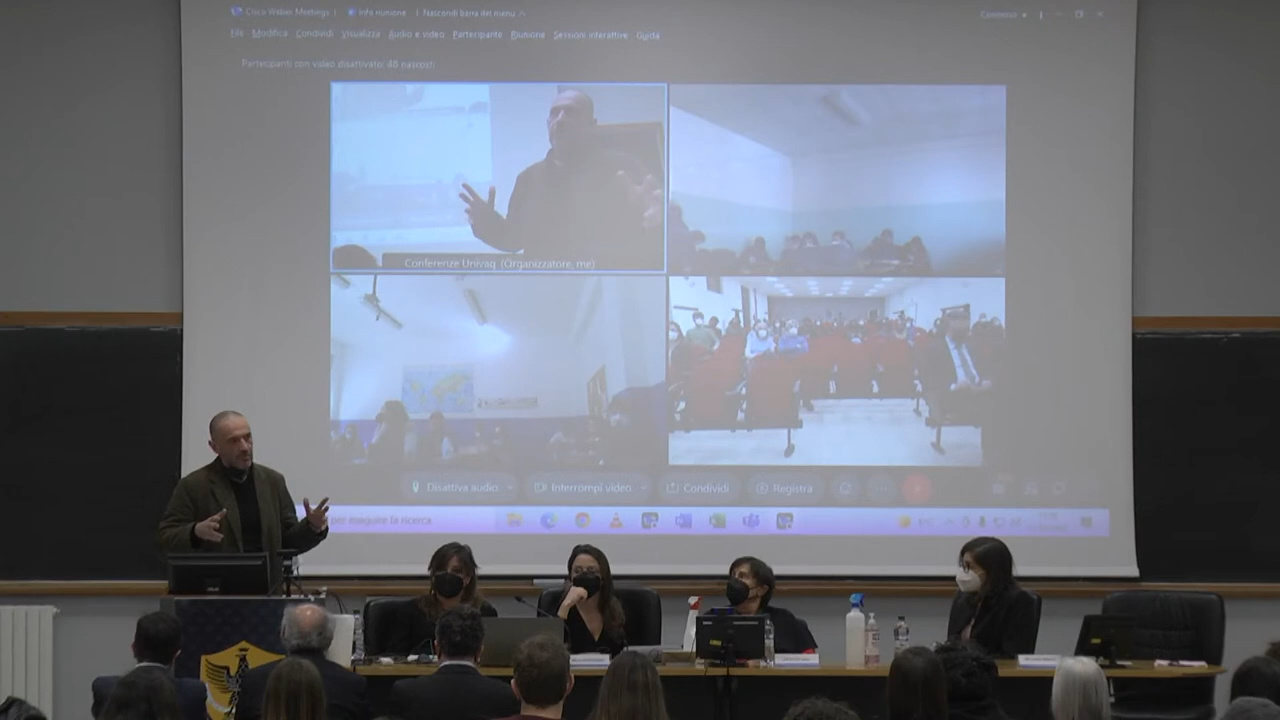 Cisco Webex Meetings
Info riunione
Nascondi barra dei menu
Connesso
File Modifica Condividi Visualizza Audio e video Partecipante Riunione Sessioni interattive Guida
Partecipanti con video disattivato: 48 nascosti
Conferenze Univaq (Organizzatore, me)
Disattiva audio
Interrompi video
Condividi
Registra
per eseguire la ricerca